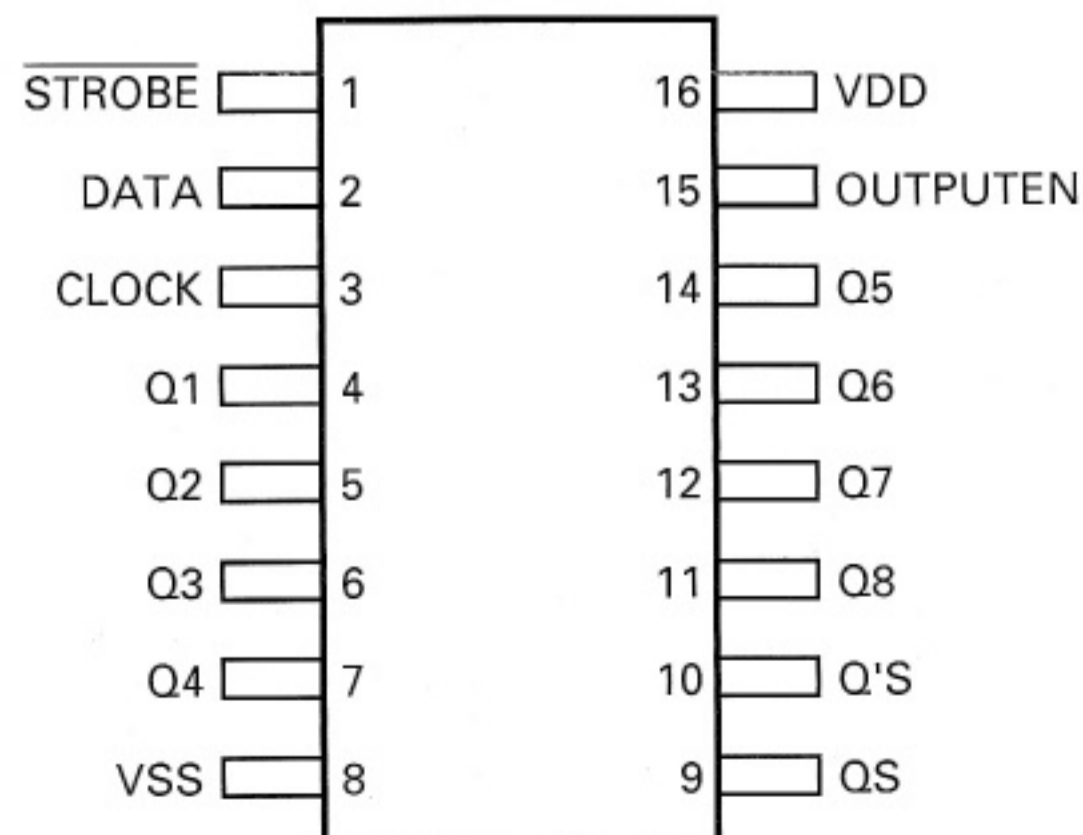 STROBE 1 16 VDD
DATA 2 15 OUTPUTEN
CLOCK 3 14 Q5
Q1 4 13 Q6
Q2 5 12 Q7
Q3 6 11 Q8
Q4 7 10 Q'S
VSS 8 9 QS